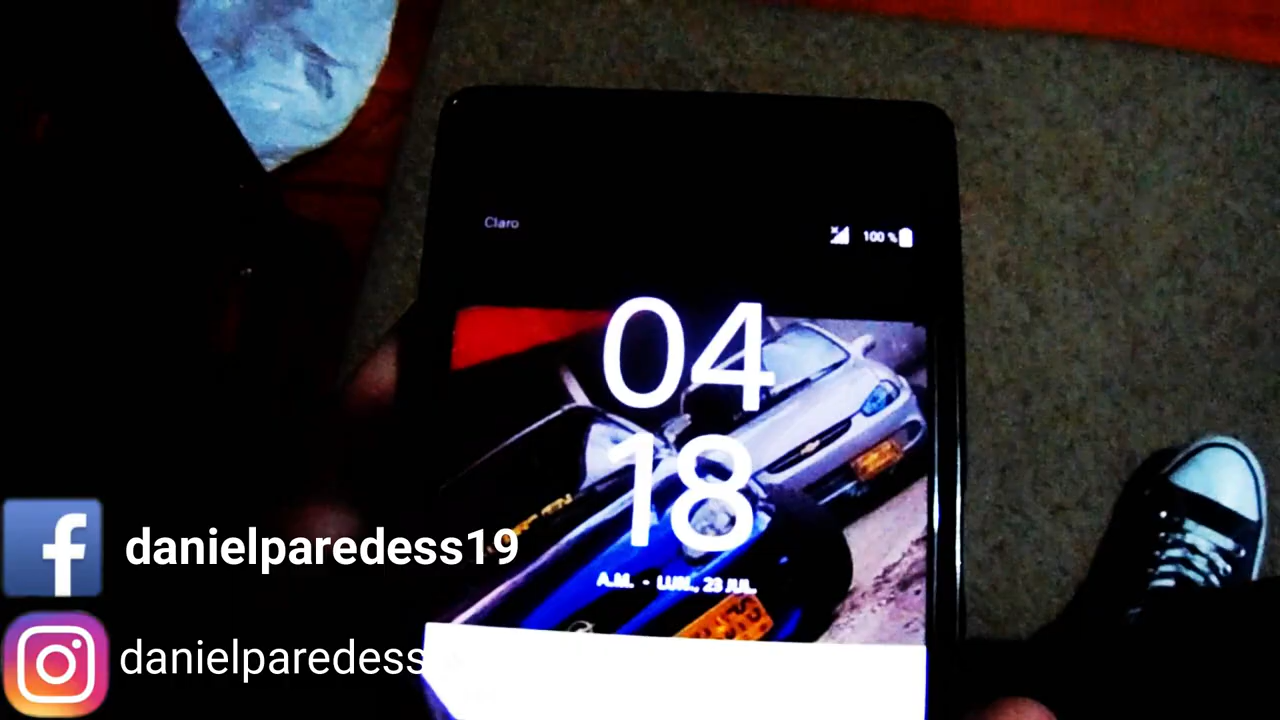 Claro
100 %
04
18
A.M. - LUN., 23 JUL.
danielparedess19
danielparedess